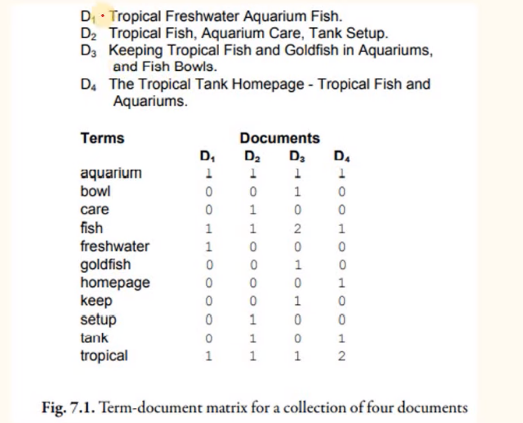 D₁ · Tropical Freshwater Aquarium Fish.
D₂ Tropical Fish, Aquarium Care, Tank Setup.
D₃ Keeping Tropical Fish and Goldfish in Aquariums,
and Fish Bowls.
D₄ The Tropical Tank Homepage - Tropical Fish and
Aquariums.
Terms Documents
D₁ D₂ D₃ D₄
aquarium 1 1 1 1
bowl 0 0 1 0
care 0 1 0 0
fish 1 1 2 1
freshwater 1 0 0 0
goldfish 0 0 1 0
homepage 0 0 0 1
keep 0 0 1 0
setup 0 1 0 0
tank 0 1 0 1
tropical 1 1 1 2
Fig. 7.1. Term-document matrix for a collection of four documents